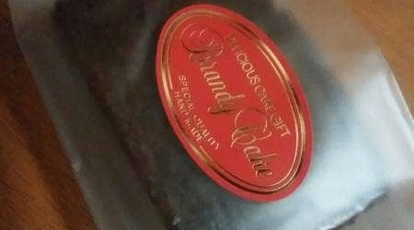 DELICIOUS CAKE GIFT
Brandy Cake
SPECIAL QUALITY
HAND MADE